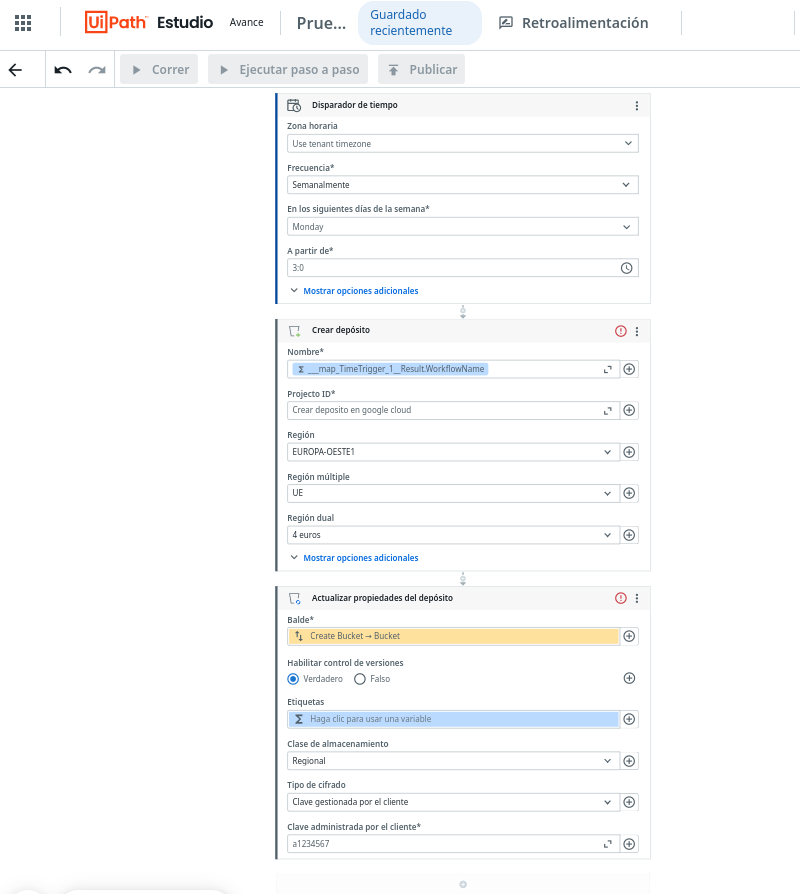 UiPath Estudio
Avance
Prue...
Guardado
recientemente
Retroalimentación
Correr
Ejecutar paso a paso
Publicar
Disparador de tiempo
Zona horaria
Use tenant timezone
Frecuencia*
Semanalmente
En los siguientes días de la semana*
Monday
A partir de*
3:0
Mostrar opciones adicionales
Crear depósito
Nombre*
Σ __map_TimeTrigger_1__Result.WorkflowName
Projecto ID*
Crear deposito en google cloud
Región
EUROPA-OESTE1
Región múltiple
UE
Región dual
4 euros
Mostrar opciones adicionales
Actualizar propiedades del depósito
Balde*
Create Bucket → Bucket
Habilitar control de versiones
Verdadero Falso
Etiquetas
Σ Haga clic para usar una variable
Clase de almacenamiento
Regional
Tipo de cifrado
Clave gestionada por el cliente
Clave administrada por el cliente*
a1234567